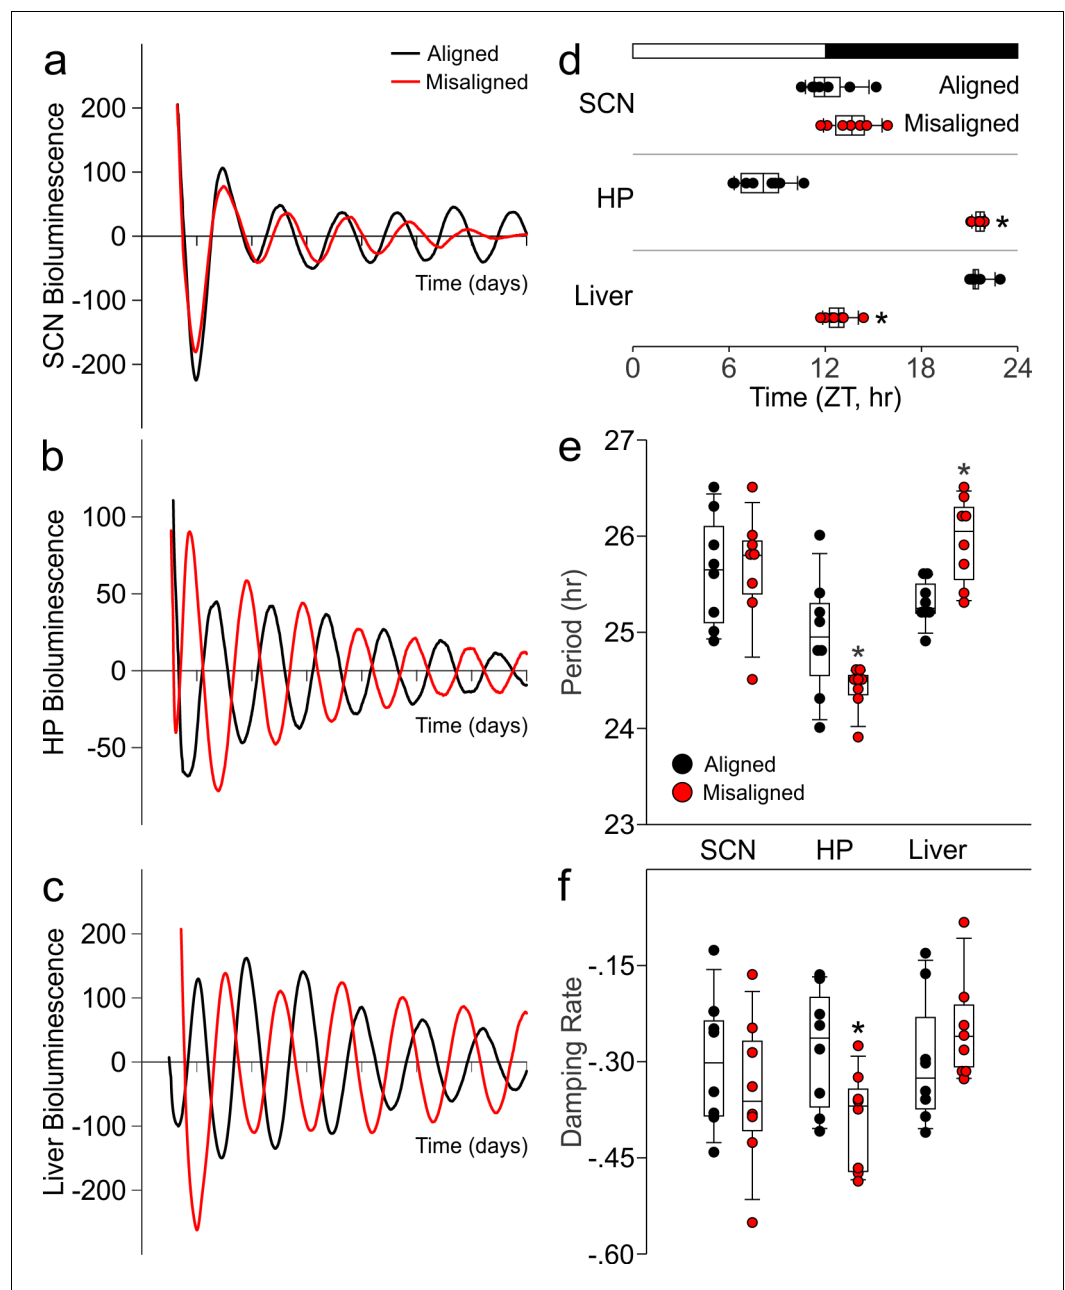 a
Aligned
Misaligned
SCN Bioluminescence
200
100
0
-100
-200
Time (days)
b
HP Bioluminescence
100
50
0
-50
Time (days)
c
Liver Bioluminescence
200
100
0
-100
-200
Time (days)
d
SCN
Aligned
Misaligned
HP
*
Liver
*
0 6 12 18 24
Time (ZT, hr)
e
Period (hr)
27
26
25
24
23
*
*
Aligned
Misaligned
SCN HP Liver
f
Damping Rate
-.15
-.30
-.45
-.60
*